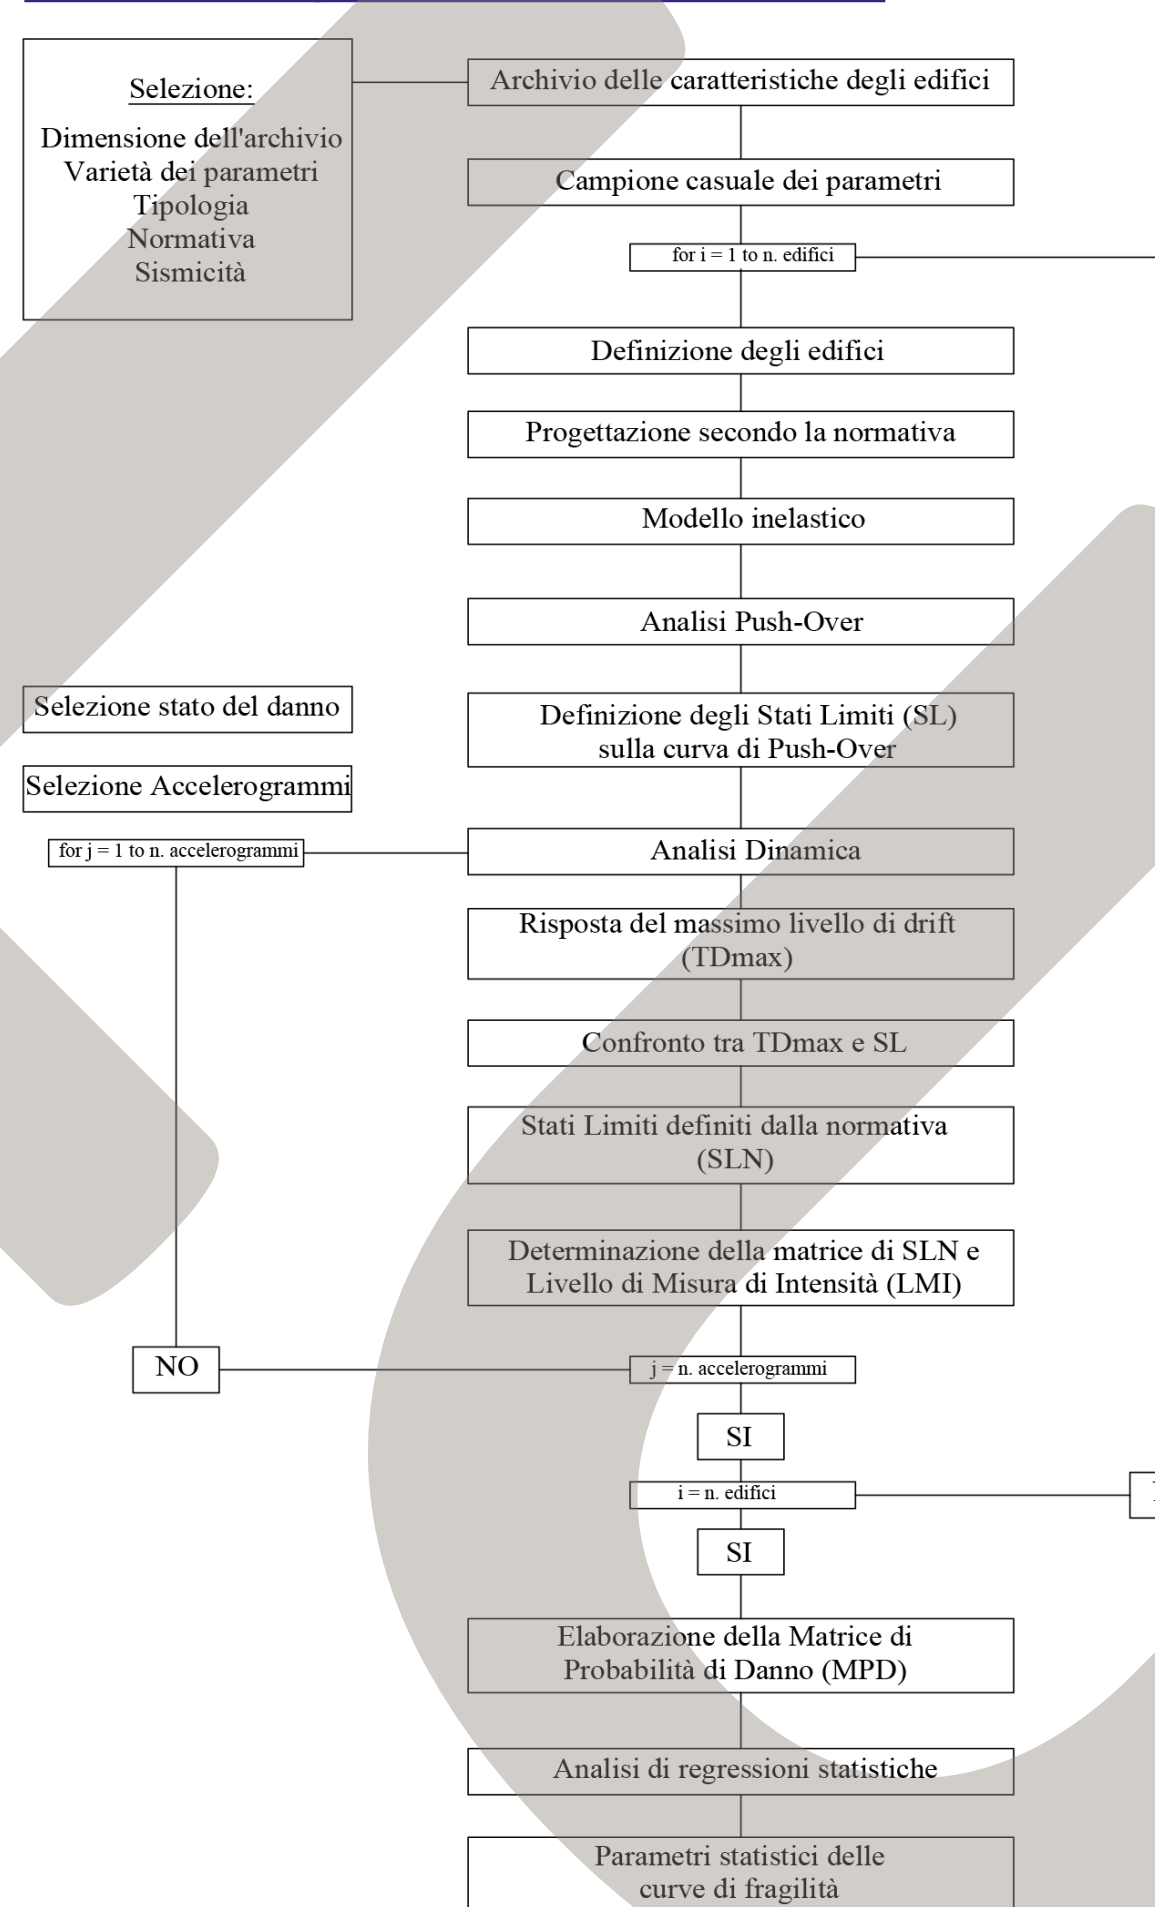 Selezione:
Dimensione dell'archivio
Varietà dei parametri
Tipologia
Normativa
Sismicità
Archivio delle caratteristiche degli edifici
Campione casuale dei parametri
for i = 1 to n. edifici
Definizione degli edifici
Progettazione secondo la normativa
Modello inelastico
Analisi Push-Over
Selezione stato del danno
Definizione degli Stati Limiti (SL)
sulla curva di Push-Over
Selezione Accelerogrammi
for j = 1 to n. accelerogrammi
Analisi Dinamica
Risposta del massimo livello di drift
(TDmax)
Confronto tra TDmax e SL
Stati Limiti definiti dalla normativa
(SLN)
Determinazione della matrice di SLN e
Livello di Misura di Intensità (LMI)
NO
j = n. accelerogrammi
SI
i = n. edifici
SI
Elaborazione della Matrice di
Probabilità di Danno (MPD)
Analisi di regressioni statistiche
Parametri statistici delle
curve di fragilità